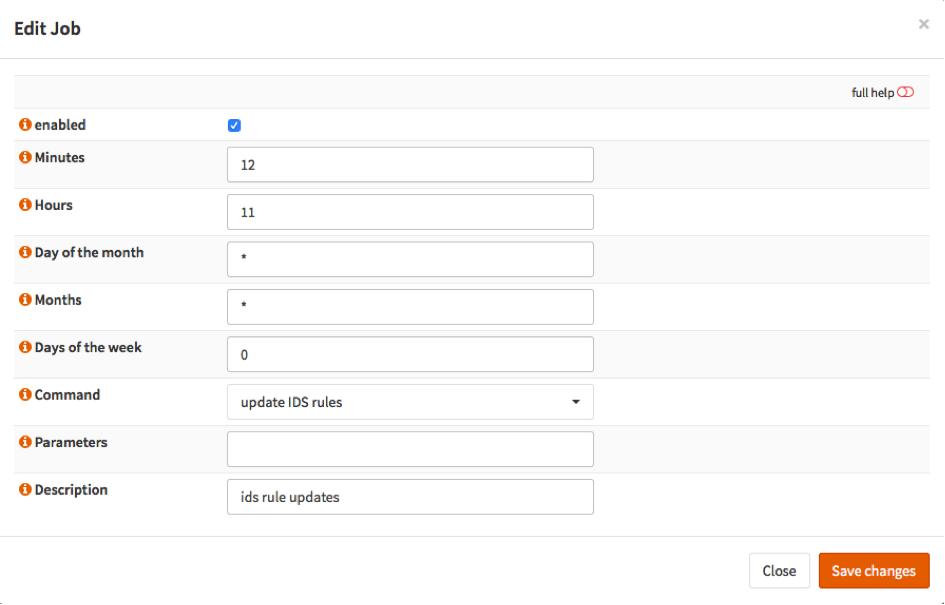 Edit Job
×
full help
enabled
Minutes
12
Hours
11
Day of the month
*
Months
*
Days of the week
0
Command
update IDS rules
Parameters
Description
ids rule updates
Close
Save changes